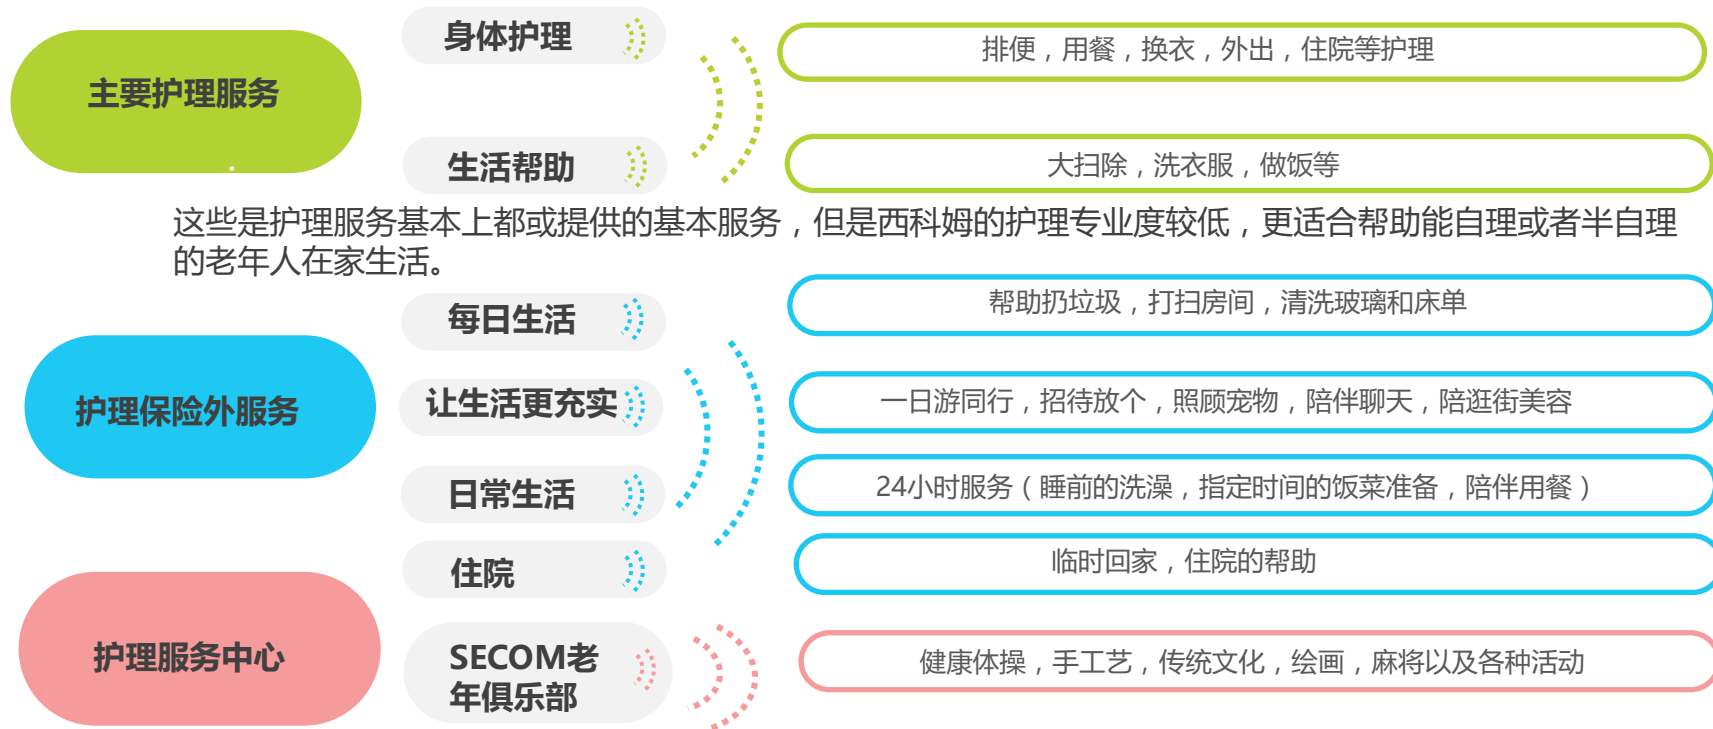 身体护理
排便，用餐，换衣，外出，住院等护理
主要护理服务
生活帮助
大扫除，洗衣服，做饭等
这些是护理服务基本上都或提供的基本服务，但是西科姆的护理专业度较低，更适合帮助能自理或者半自理
的老年人在家生活。
每日生活
帮助扔垃圾，打扫房间，清洗玻璃和床单
护理保险外服务
让生活更充实
一日游同行，招待放个，照顾宠物，陪伴聊天，陪逛街美容
日常生活
24小时服务（睡前的洗澡，指定时间的饭菜准备，陪伴用餐）
住院
临时回家，住院的帮助
护理服务中心
SECOM老
年俱乐部
健康体操，手工艺，传统文化，绘画，麻将以及各种活动